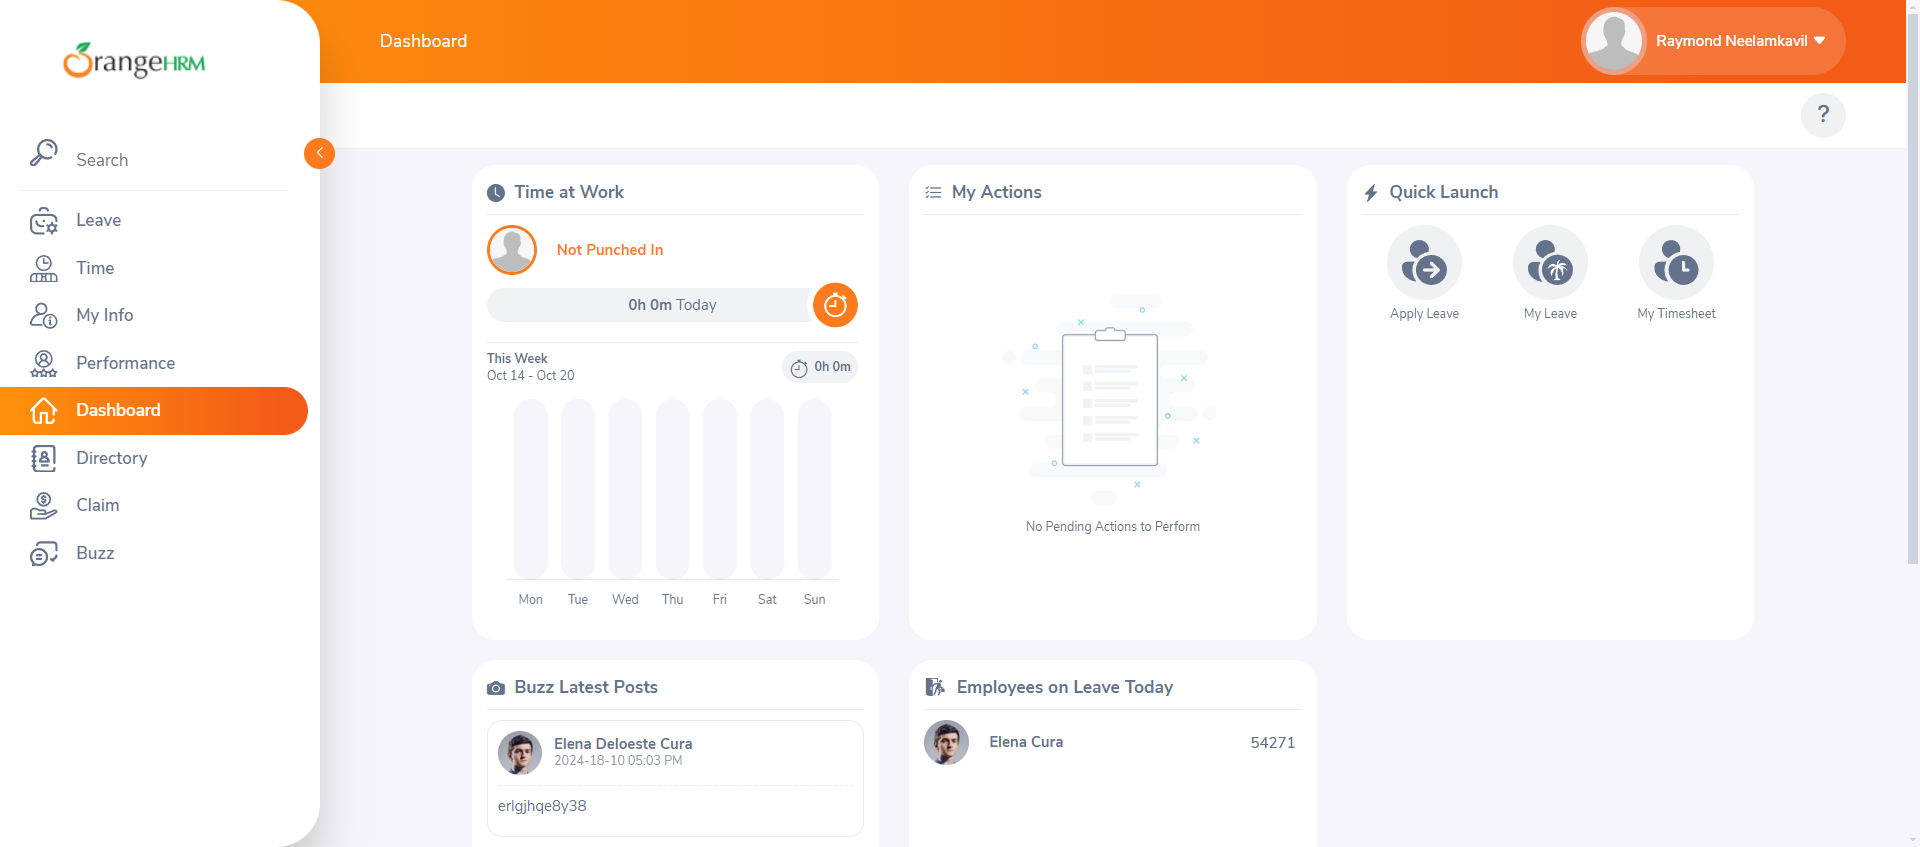 OrangeHRM
Search
Leave
Time
My Info
Performance
Dashboard
Directory
Claim
Buzz
Dashboard
Raymond Neelamkavil
?
Time at Work
Not Punched In
0h 0m Today
This Week
Oct 14 - Oct 20
0h 0m
Mon Tue Wed Thu Fri Sat Sun
My Actions
No Pending Actions to Perform
Quick Launch
Apply Leave
My Leave
My Timesheet
Buzz Latest Posts
Elena Deloeste Cura
2024-18-10 05:03 PM
erlgjhqe8y38
Employees on Leave Today
Elena Cura 54271